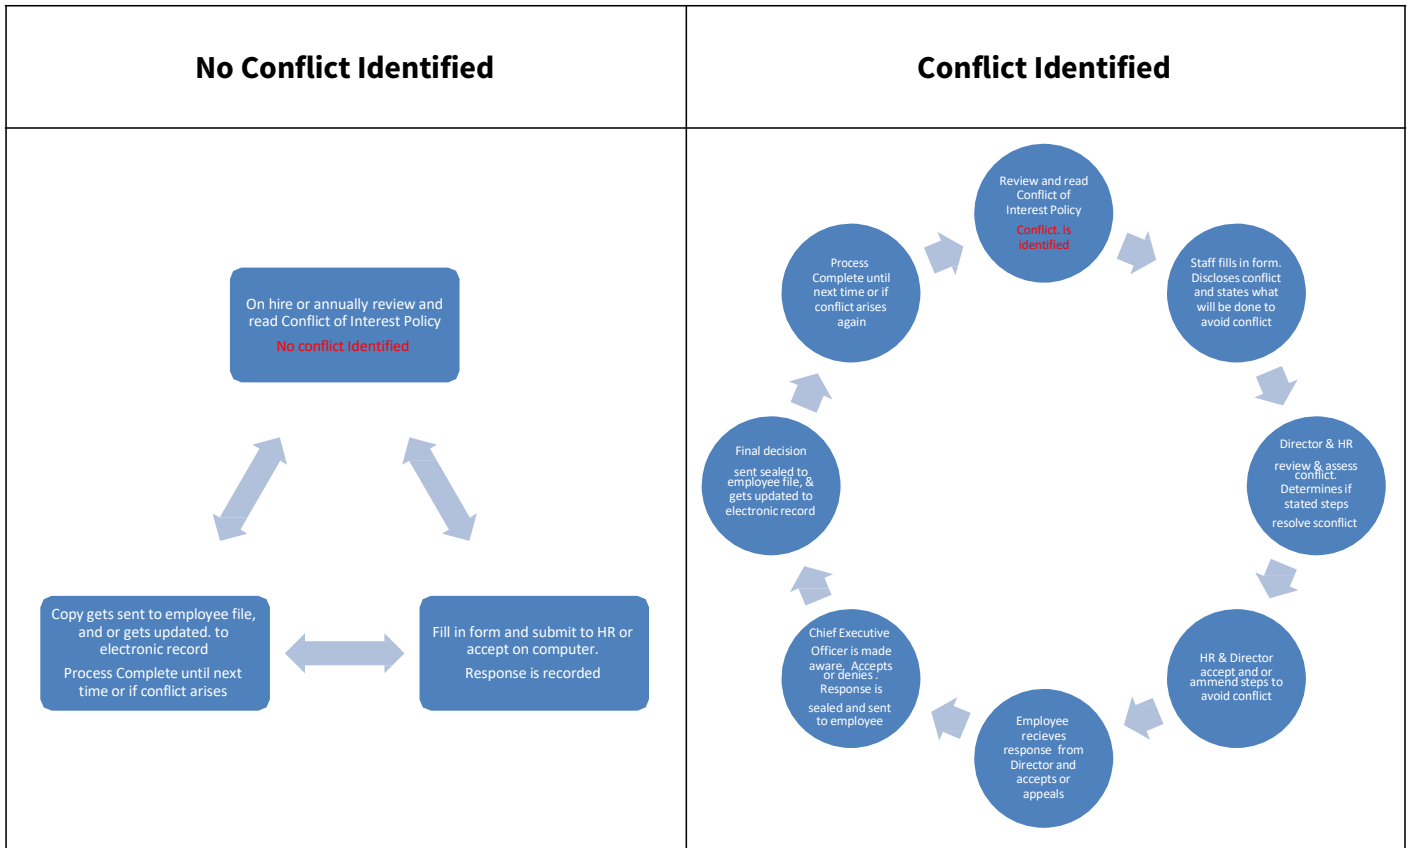 No Conflict Identified
Conflict Identified
On hire or annually review and
read Conflict of Interest Policy
No conflict Identified
Copy gets sent to employee file,
and or gets updated. to
electronic record
Process Complete until next
time or if conflict arises
Fill in form and submit to HR or
accept on computer.
Response is recorded
Review and read
Conflict of
Interest Policy
Conflict. is
identified
Staff fills in form.
Discloses conflict
and states what
will be done to
avoid conflict
Director & HR
review & assess
conflict.
Determines if
stated steps
resolve sconflict
HR & Director
accept and or
ammend steps to
avoid conflict
Employee
recieves
response from
Director and
accepts or
appeals
Chief Executive
Officer is made
aware, Accepts
or denies .
Response is
sealed and sent
to employee
Final decision
sent sealed to
employee file, &
gets updated to
electronic record
Process
Complete until
next time or if
conflict arises
again